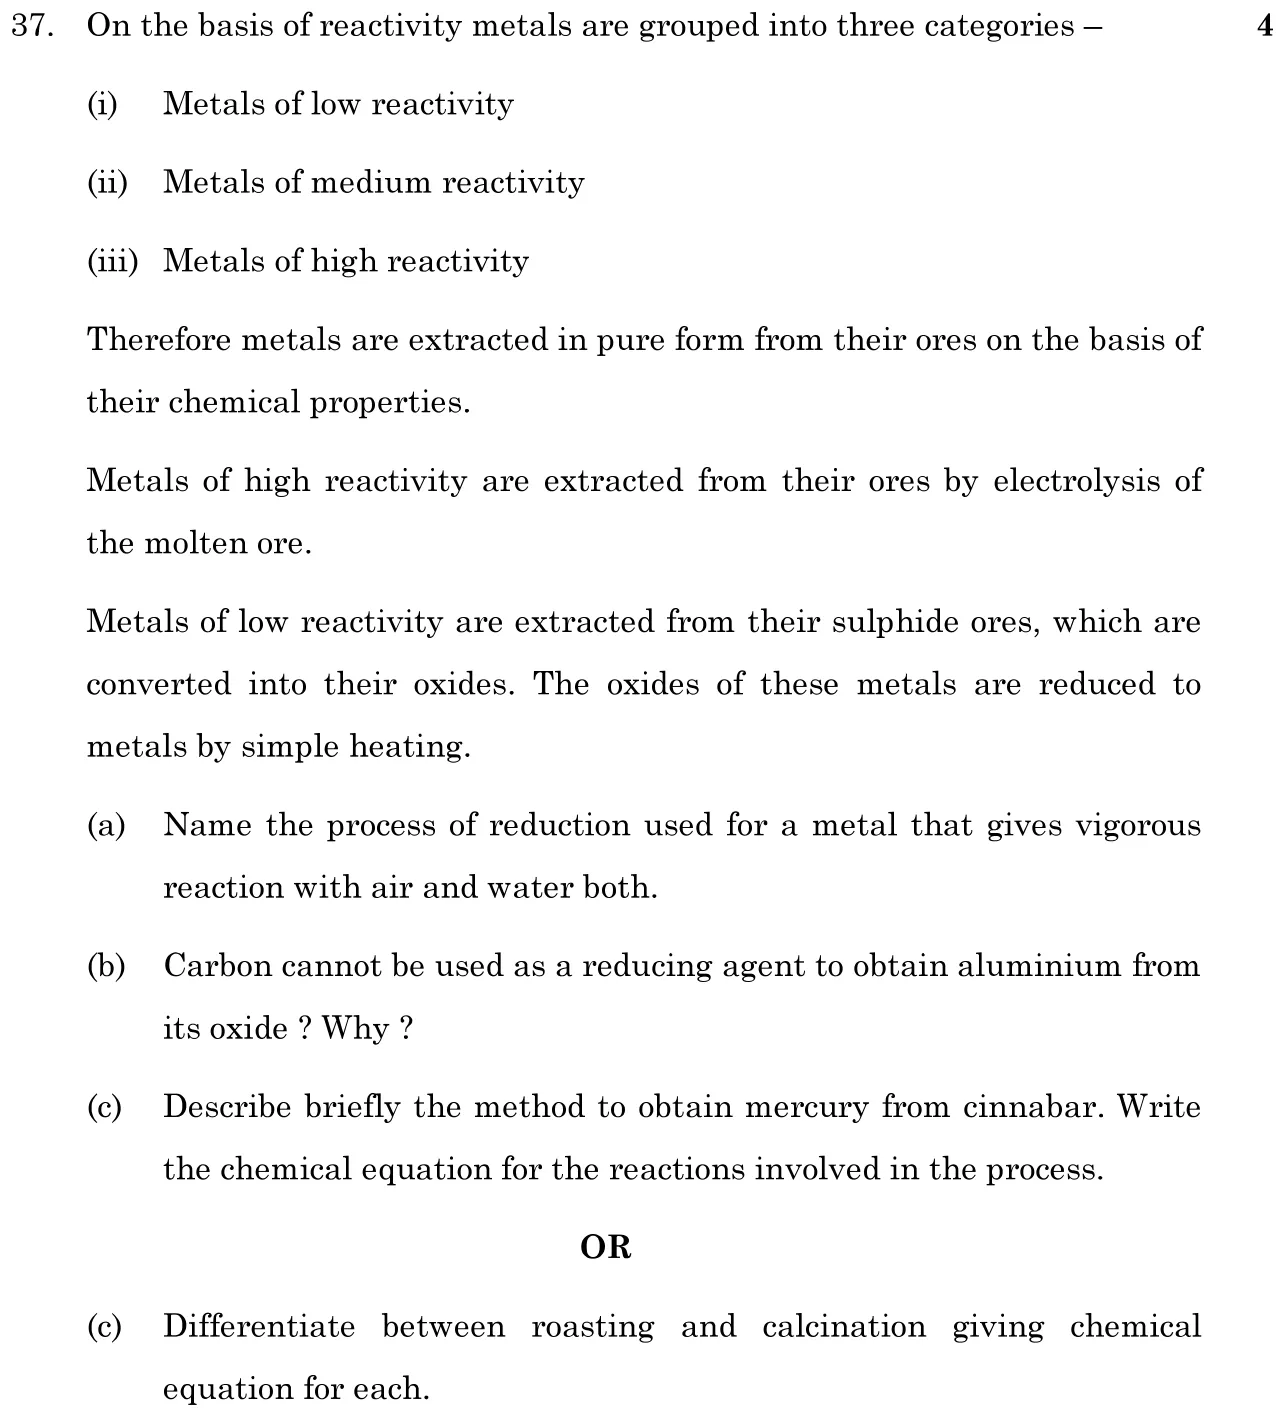 37. On the basis of reactivity metals are grouped into three categories – 4
(i) Metals of low reactivity
(ii) Metals of medium reactivity
(iii) Metals of high reactivity
Therefore metals are extracted in pure form from their ores on the basis of
their chemical properties.
Metals of high reactivity are extracted from their ores by electrolysis of
the molten ore.
Metals of low reactivity are extracted from their sulphide ores, which are
converted into their oxides. The oxides of these metals are reduced to
metals by simple heating.
(a) Name the process of reduction used for a metal that gives vigorous
reaction with air and water both.
(b) Carbon cannot be used as a reducing agent to obtain aluminium from
its oxide ? Why ?
(c) Describe briefly the method to obtain mercury from cinnabar. Write
the chemical equation for the reactions involved in the process.
OR
(c) Differentiate between roasting and calcination giving chemical
equation for each.